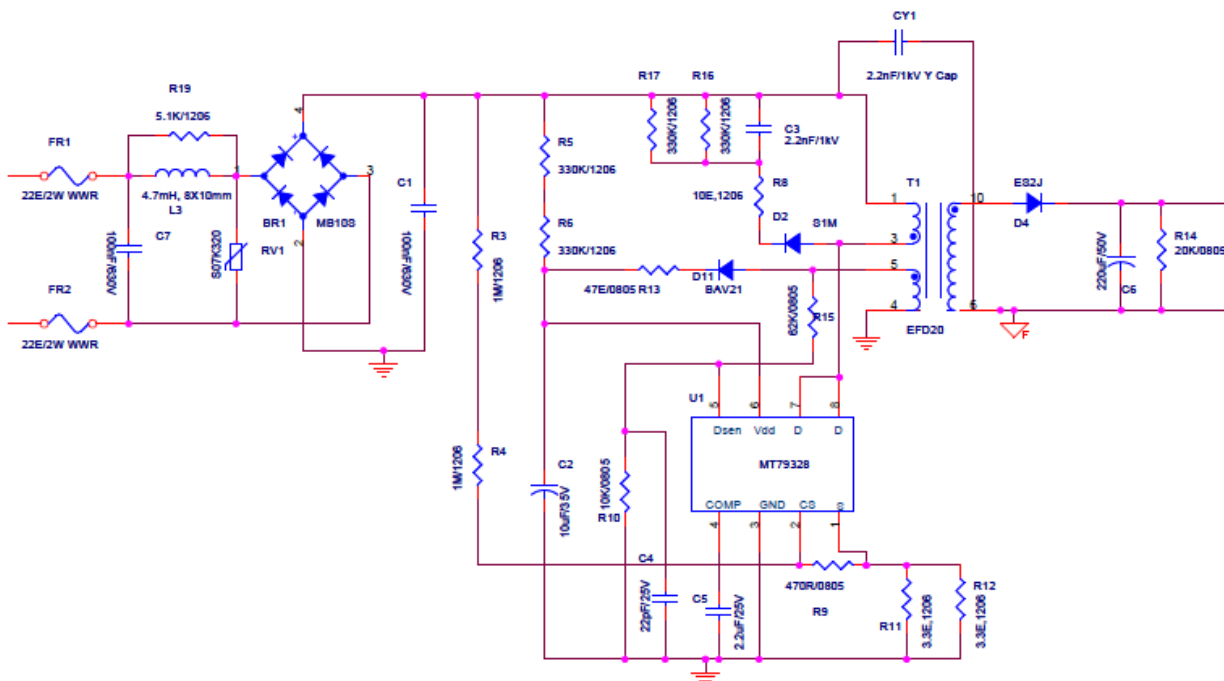 CY1
2.2nF/1kV Y Cap
R19
5.1K/1206
FR1
22E/2W WWR
4.7mH, 8X10mm
L3
1
4
3
2
BR1
MB10S
C7
100nF/630V
RV1
S07K320
FR2
22E/2W WWR
C1
100nF/630V
R3
1M/1206
R4
1M/1206
R5
330K/1206
R6
330K/1206
R17
330K/1206
R16
330K/1206
C3
2.2nF/1kV
R8
10E,1206
D2
S1M
T1
1
3
5
4
10
6
EFD20
ES2J
D4
220uF/50V
C6
R14
20K/0805
F
47E/0805 R13
D11
BAV21
62K/0805
R15
U1
5
6
7
8
Dsen
Vdd
D
D
MT79328
COMP
GND
CS
S
4
3
2
1
C2
10uF/35V
10K/0805
R10
C4
22pF/25V
C5
2.2uF/25V
470R/0805
R9
R11
3.3E,1206
R12
3.3E,1206